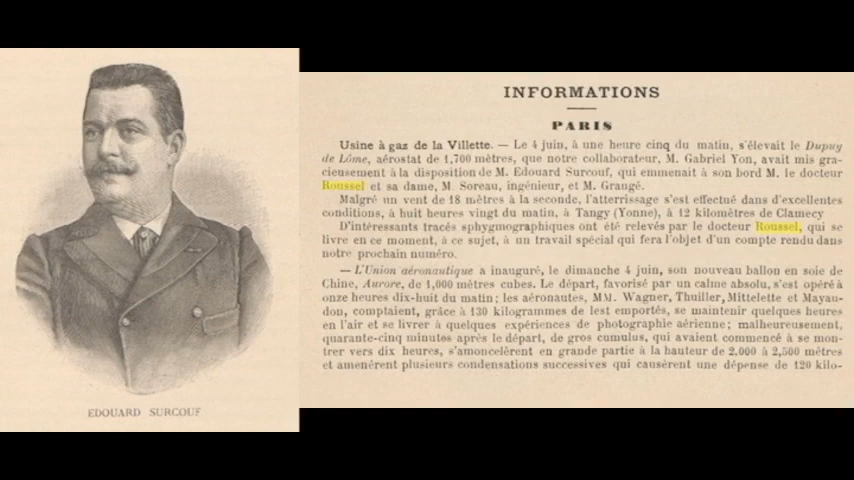 EDOUARD SURCOUF
INFORMATIONS
PARIS
Usine à gaz de la Villette. — Le 4 juin, à une heure cinq du matin, s'élevait le Dupuy
de Lôme, aérostat de 1,700 mètres, que notre collaborateur, M. Gabriel Yon, avait mis gra-
cieusement à la disposition de M. Edouard Surcouf, qui emmenait à son bord M. le docteur
Roussel et sa dame, M. Soreau, ingénieur, et M. Graugé.
Malgré un vent de 18 mètres à la seconde, l'atterrissage s'est effectué dans d'excellentes
conditions, à huit heures vingt du matin, à Tangy (Yonne), à 12 kilomètres de Clamecy
D'intéressants tracés sphygmographiques ont été relevés par le docteur Roussel, qui se
livre en ce moment, à ce sujet, à un travail spécial qui fera l'objet d'un compte rendu dans
notre prochain numéro.
— L'Union aéronautique a inauguré, le dimanche 4 juin, son nouveau ballon en soie de
Chine, Aurore, de 1,000 mètres cubes. Le départ, favorisé par un calme absolu, s'est opéré à
onze heures dix-huit du matin; les aéronautes, MM. Wagner, Thuiller, Mittelette et Mayau-
don, comptaient, grâce à 130 kilogrammes de lest emportés, se maintenir quelques heures
en l'air et se livrer à quelques expériences de photographie aérienne; malheureusement,
quarante-cinq minutes après le départ, de gros cumulus, qui avaient commencé à se mon-
trer vers dix heures, s'amoncelèrent en grande partie à la hauteur de 2.000 à 2,500 mètres
et amenèrent plusieurs condensations successives qui causèrent une dépense de 120 kilo-